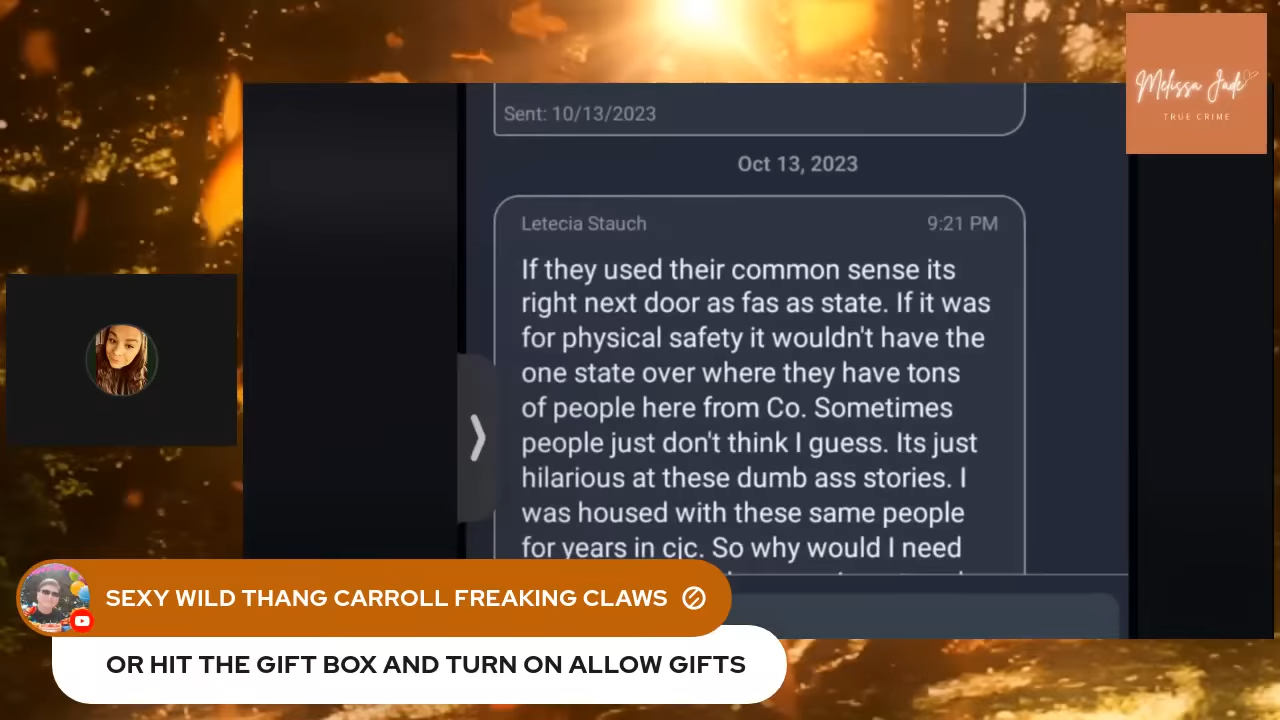 Melissa Jade
TRUE CRIME
Sent: 10/13/2023
Oct 13, 2023
Letecia Stauch
9:21 PM
If they used their common sense its
right next door as fas as state. If it was
for physical safety it wouldn't have the
one state over where they have tons
of people here from Co. Sometimes
people just don't think I guess. Its just
hilarious at these dumb ass stories. I
was housed with these same people
for years in cjc. So why would I need
SEXY WILD THANG CARROLL FREAKING CLAWS
OR HIT THE GIFT BOX AND TURN ON ALLOW GIFTS